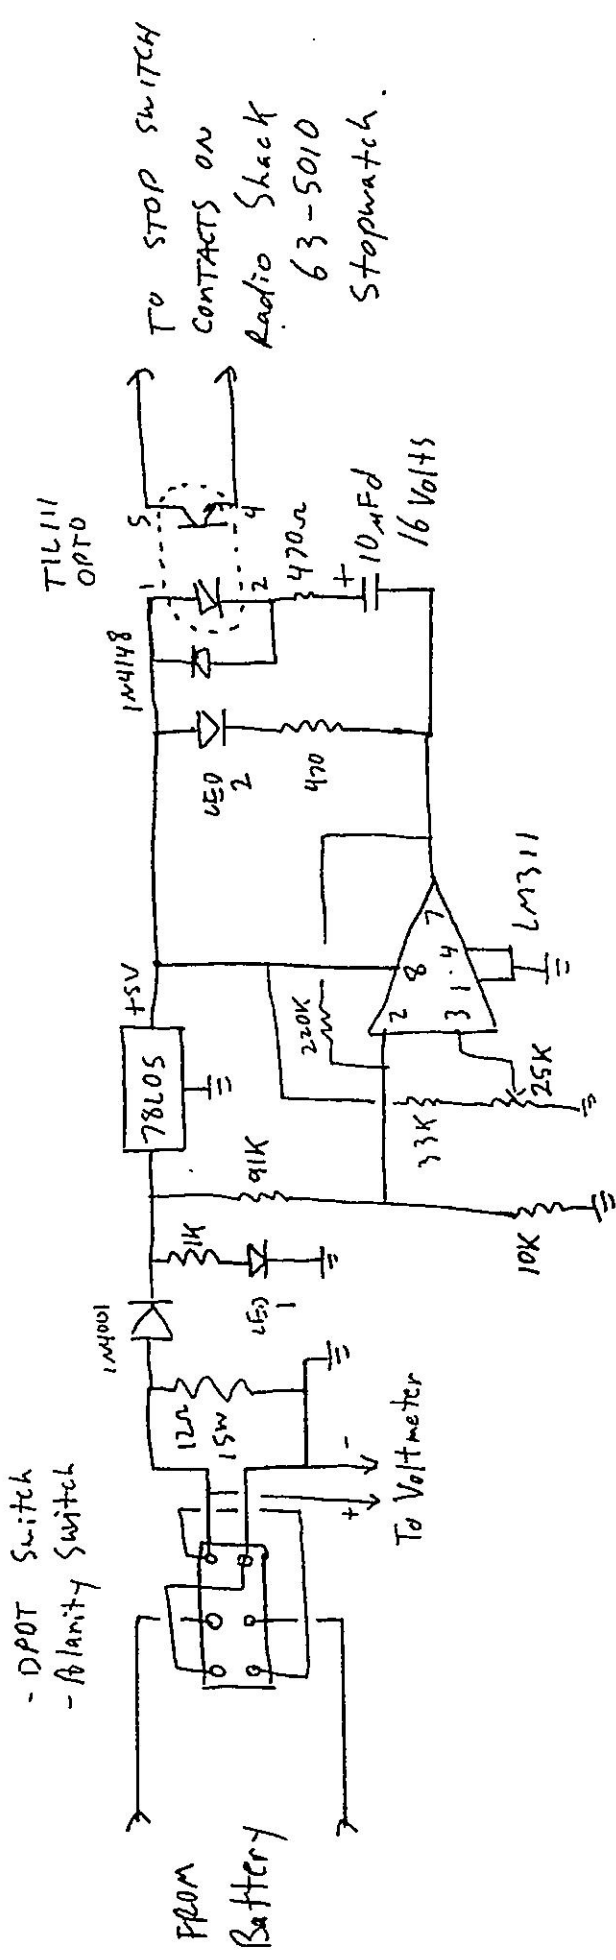 - DPDT Switch
- Polarity Switch
FROM
Battery
+
-
To Voltmeter
12Ω
15W
1N4001
1K
LED
1
91K
10K
78L05
+5V
33K
25K
220K
2
3
8
1
4
7
LM311
LED
2
470
1N4148
TIL111
OPTO
1
2
5
4
470Ω
+
10µFd
16 Volts
TO STOP SWITCH
CONTACTS ON
Radio Shack
63-5010
Stopwatch.